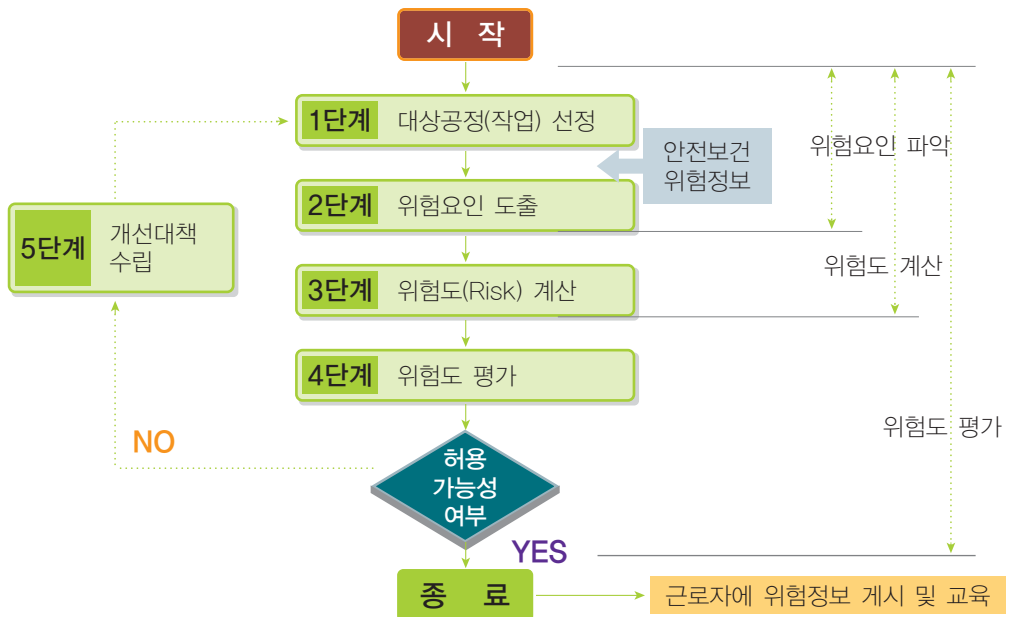 시 작
1단계 대상공정(작업) 선정
안전보건
위험정보
위험요인 파악
2단계 위험요인 도출
5단계 개선대책
수립
위험도 계산
3단계 위험도(Risk) 계산
4단계 위험도 평가
위험도 평가
NO
허용
가능성
여부
YES
종 료
근로자에 위험정보 게시 및 교육